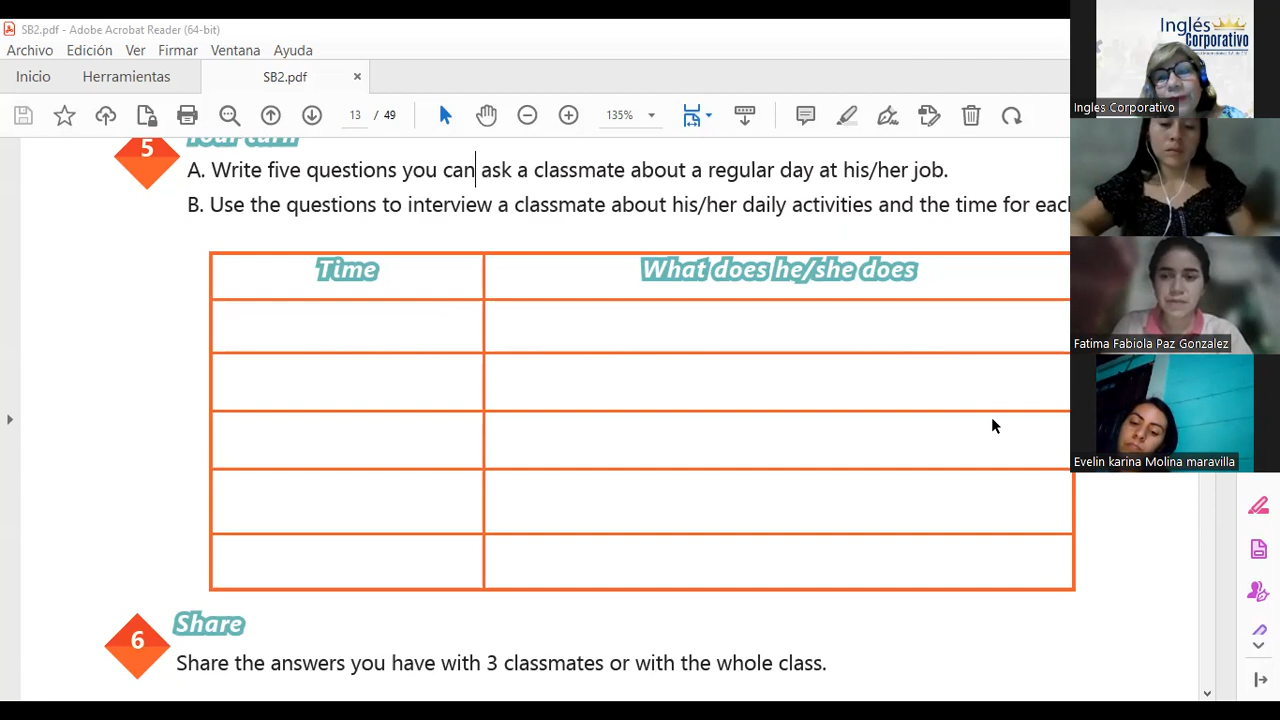 SB2.pdf - Adobe Acrobat Reader (64-bit)
Archivo Edición Ver Firmar Ventana Ayuda
Inicio Herramientas SB2.pdf ×
13 / 49 135%
5 Your turn
A. Write five questions you can ask a classmate about a regular day at his/her job.
B. Use the questions to interview a classmate about his/her daily activities and the time for each
Time What does he/she does
6 Share
Share the answers you have with 3 classmates or with the whole class.
Inglés
Corporativo
Ingles Corporativo
Fatima Fabiola Paz Gonzalez
Evelin karina Molina maravilla